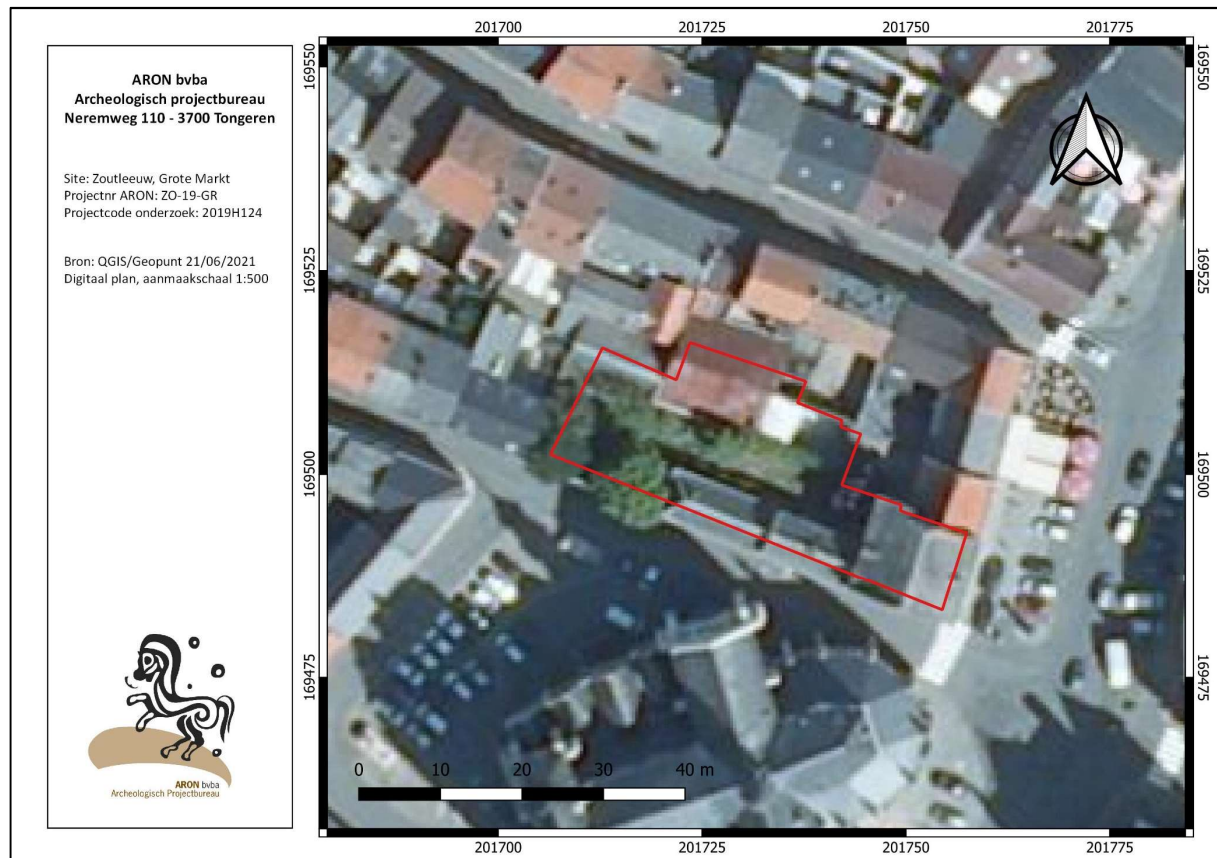 ARON bvba
Archeologisch projectbureau
Neremweg 110 - 3700 Tongeren
Site: Zoutleeuw, Grote Markt
Projectnr ARON: ZO-19-GR
Projectcode onderzoek: 2019H124
Bron: QGIS/Geopunt 21/06/2021
Digitaal plan, aanmaakschaal 1:500
ARON bvba
Archeologisch Projectbureau
201700 201725 201750 201775
169550 169550
169525 169525
169500 169500
169475 169475
0 10 20 30 40 m
201700 201725 201750 201775